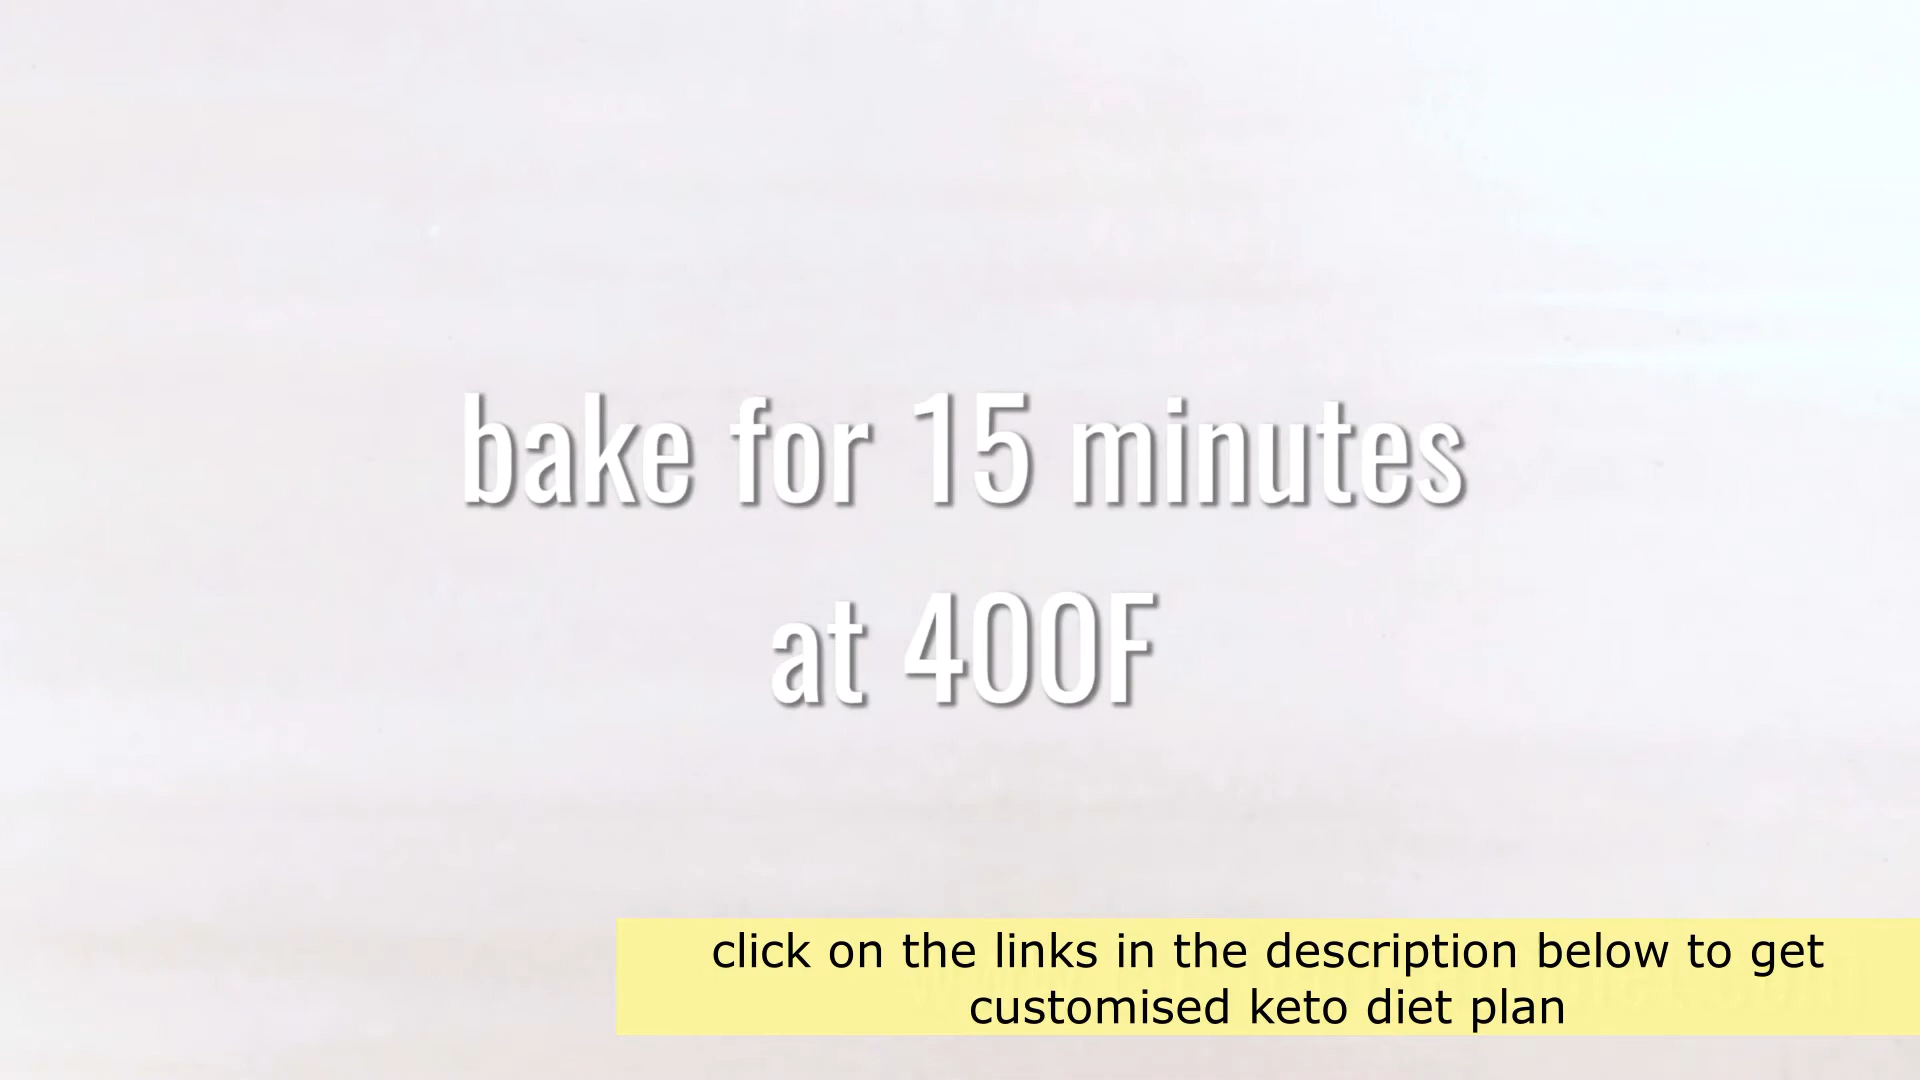 bake for 15 minutes
at 400F
click on the links in the description below to get
customised keto diet plan